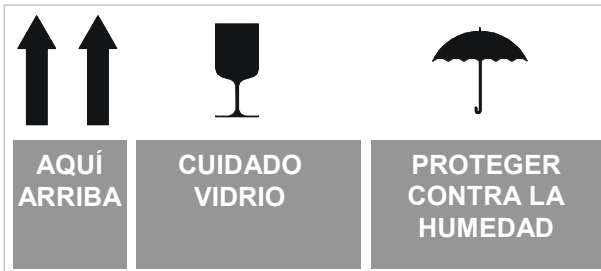 AQUÍ
ARRIBA
CUIDADO
VIDRIO
PROTEGER
CONTRA LA
HUMEDAD